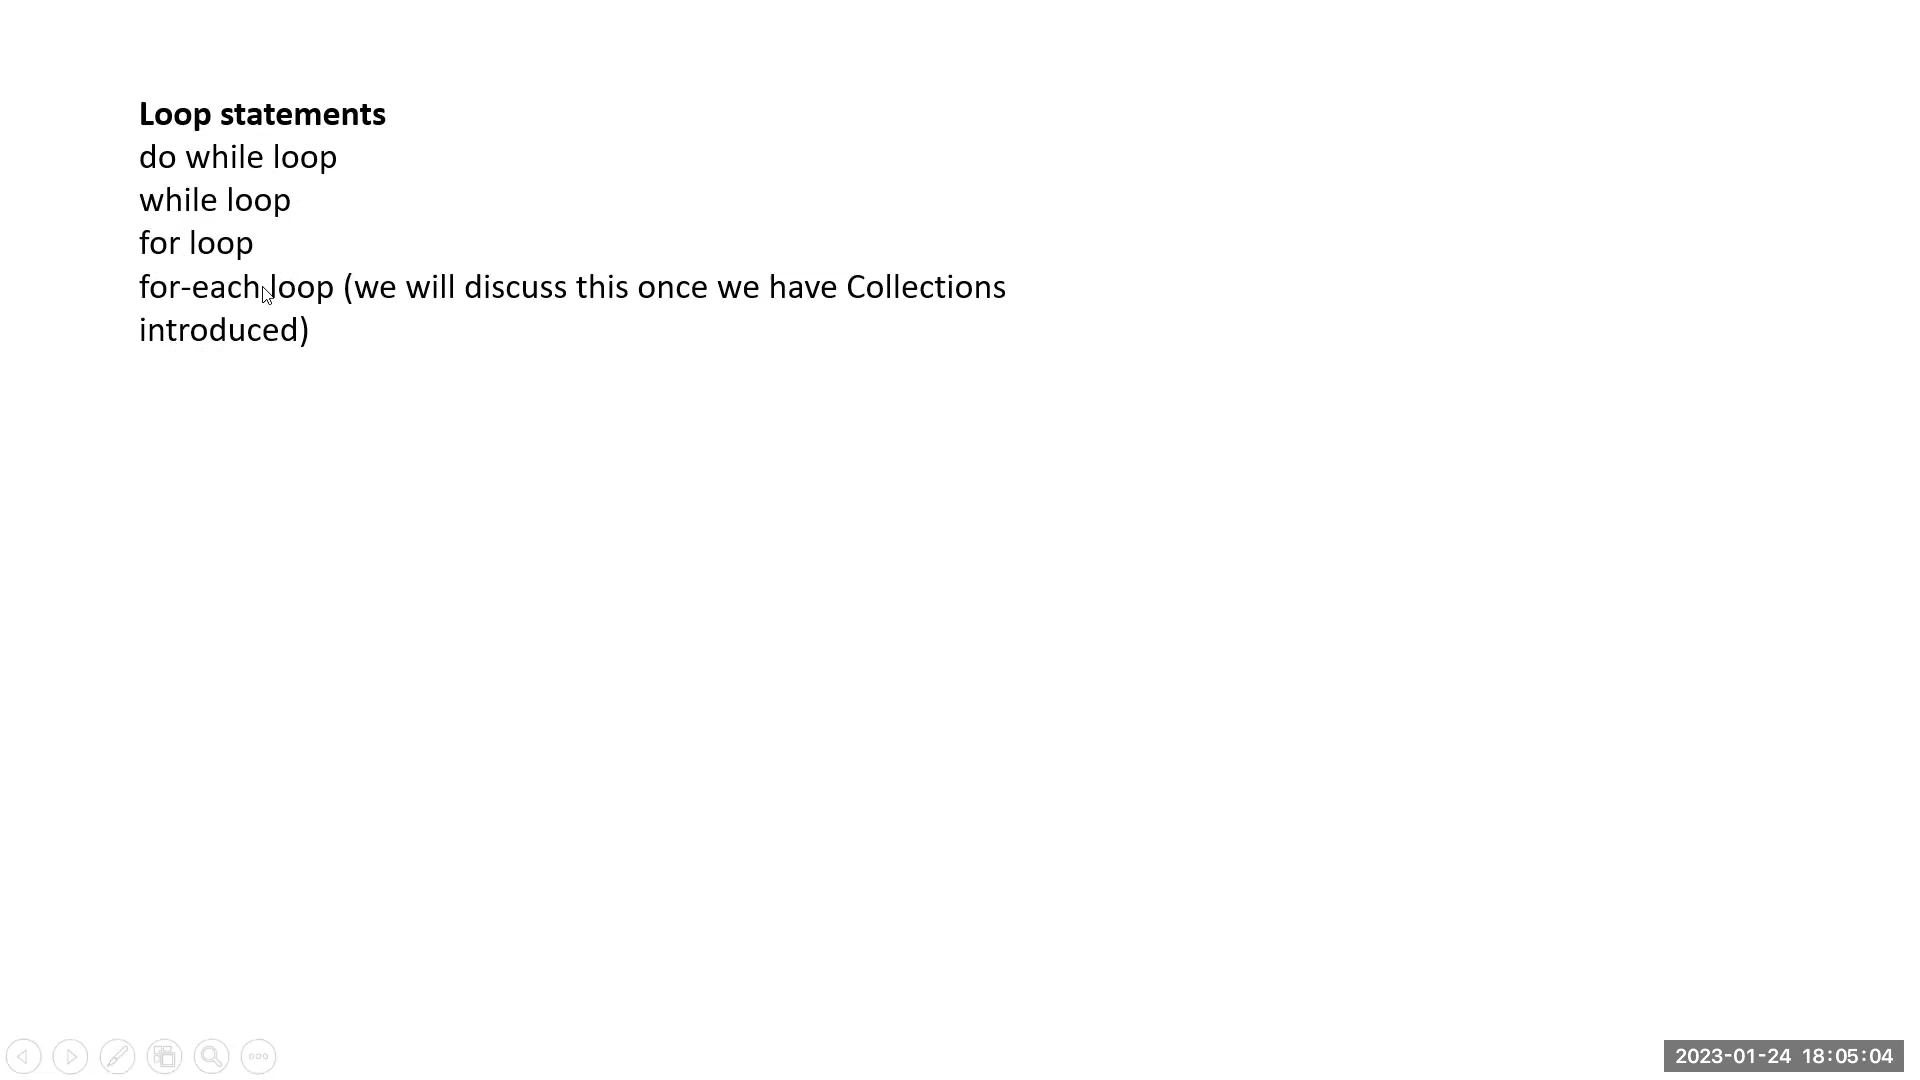 Loop statements
do while loop
while loop
for loop
for-each loop (we will discuss this once we have Collections
introduced)
2023-01-24 18:05:04